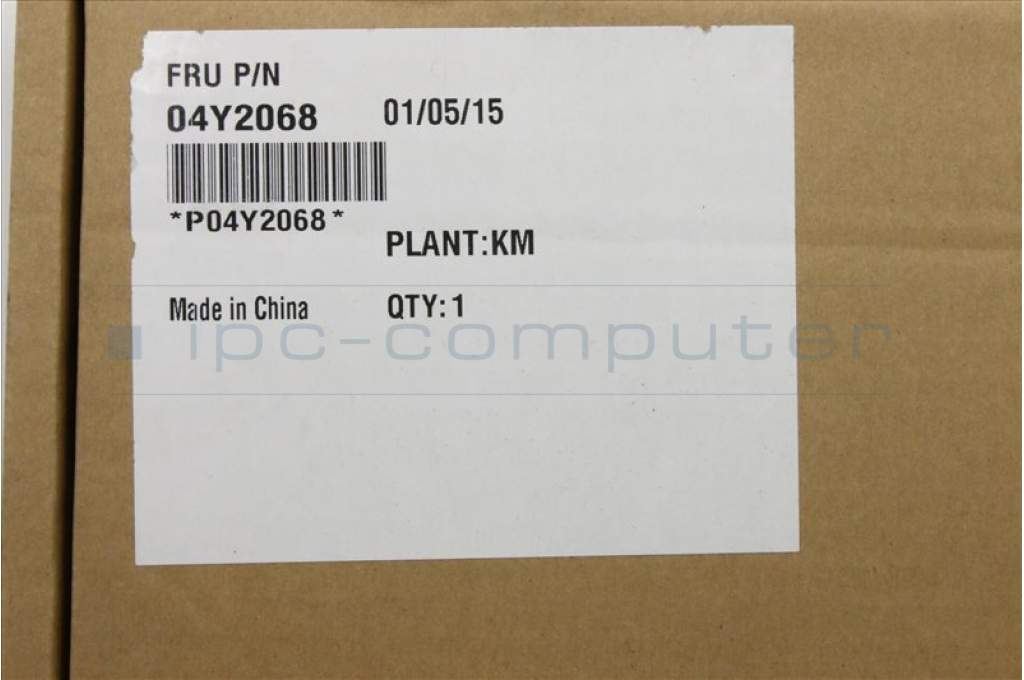 FRU P/N
04Y2068 01/05/15
*P04Y2068*
PLANT:KM
Made in China QTY: 1
ipc-computer